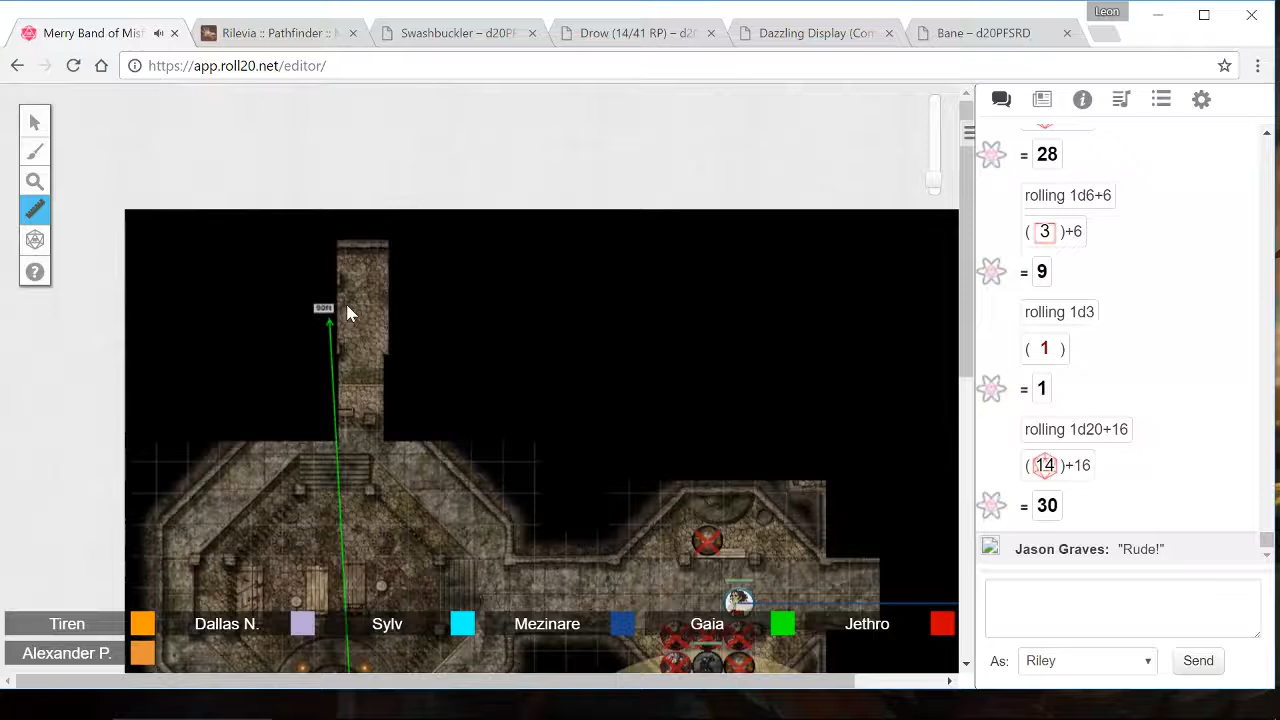 Leon
Merry Band of Mist
Rilevia :: Pathfinder :: M
Swashbuckler – d20PF
Drow (14/41 RP) – d2
Dazzling Display (Com
Bane – d20PFSRD
https://app.roll20.net/editor/
= 28
rolling 1d6+6
( 3 )+6
= 9
rolling 1d3
( 1 )
= 1
rolling 1d20+16
( 14 )+16
= 30
Jason Graves: "Rude!"
90ft
Tiren
Dallas N.
Sylv
Mezinare
Gaia
Jethro
Alexander P.
As: Riley Send